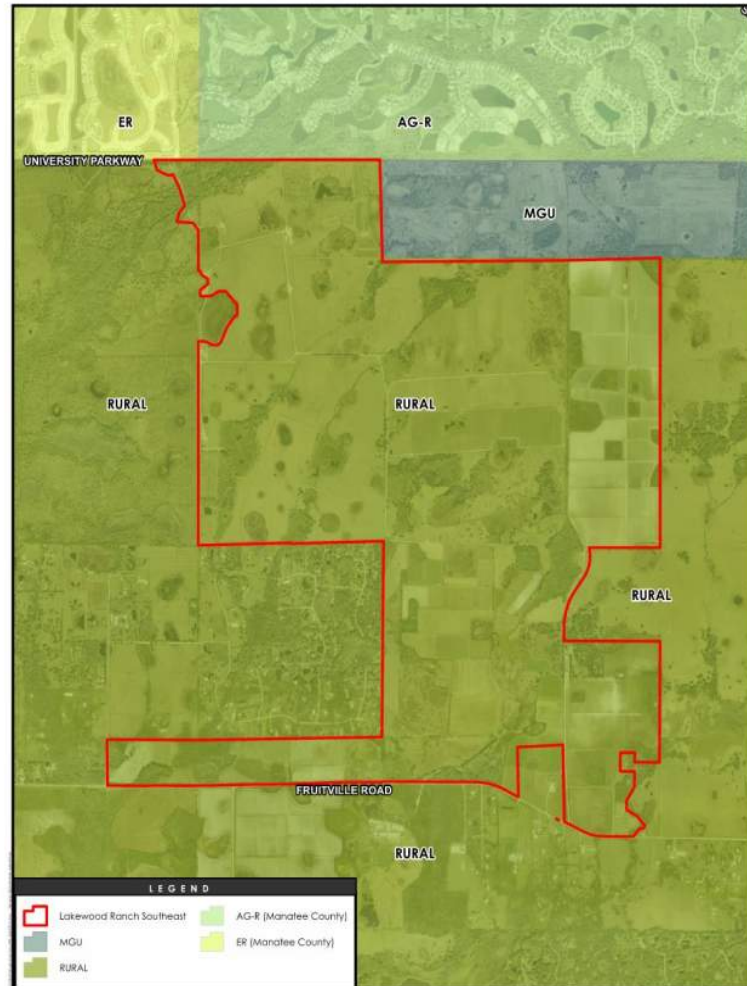 ER
AG-R
UNIVERSITY PARKWAY
MGU
RURAL
RURAL
RURAL
FRUITVILLE ROAD
RURAL
LEGEND
Lakewood Ranch Southeast
AG-R (Manatee County)
MGU
ER (Manatee County)
RURAL